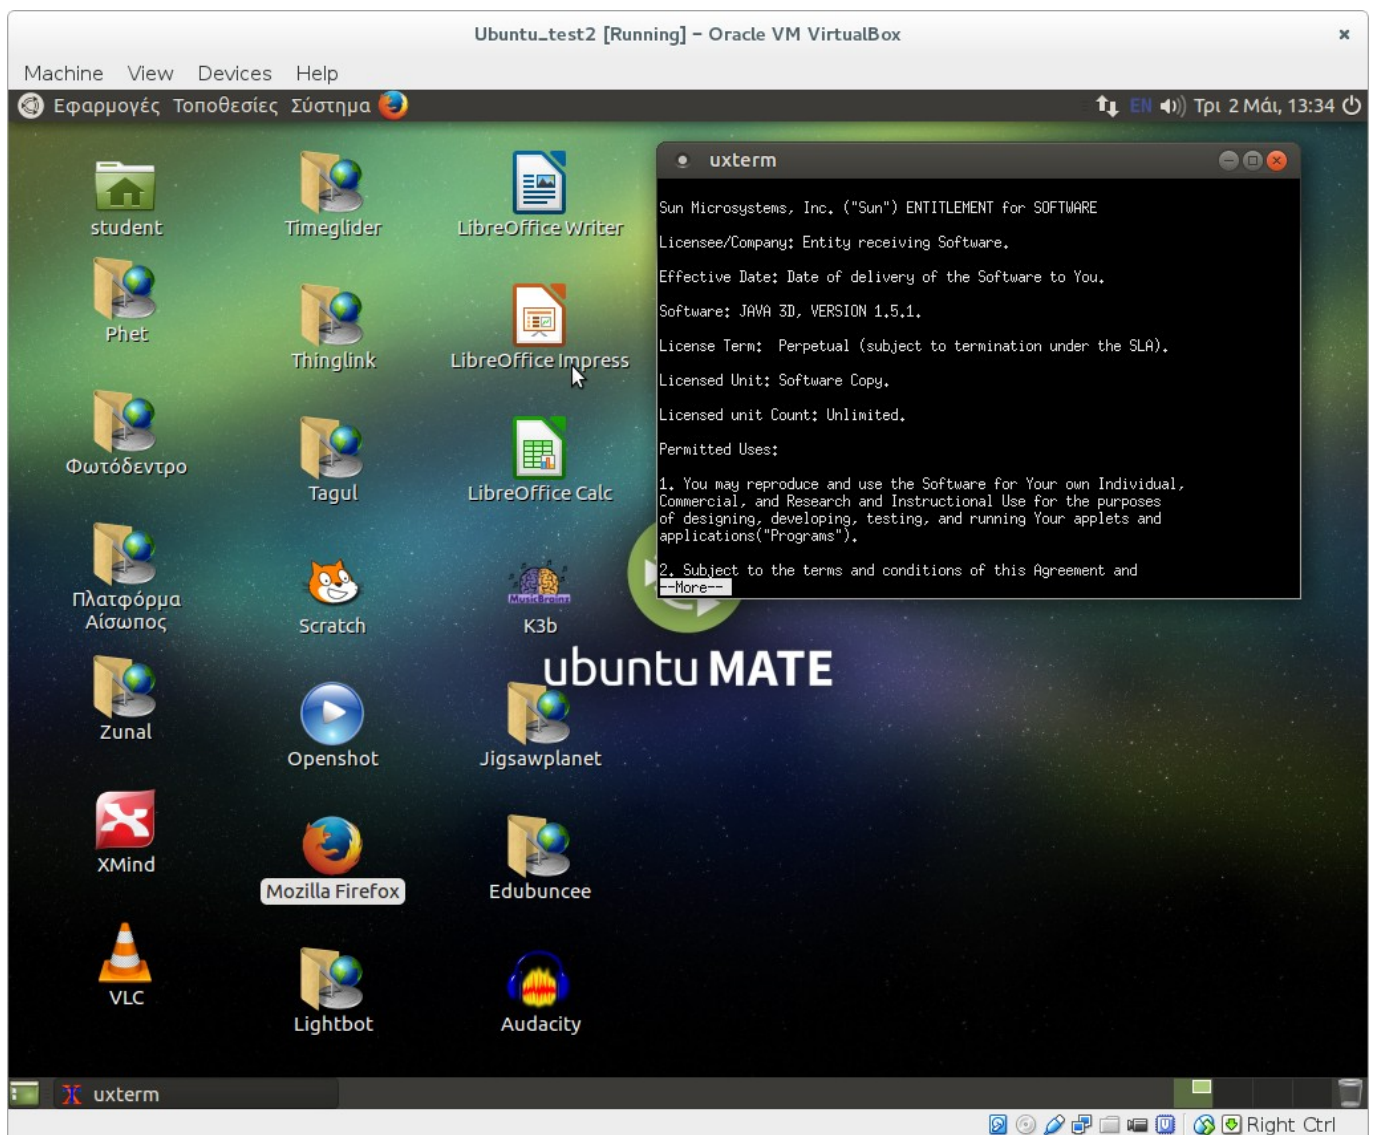 Ubuntu_test2 [Running] - Oracle VM VirtualBox
Machine View Devices Help
Εφαρμογές Τοποθεσίες Σύστημα
EN Τρι 2 Μάι, 13:34
student
Timeglider
LibreOffice Writer
Phet
Thinglink
LibreOffice Impress
Φωτόδεντρο
Tagul
LibreOffice Calc
Πλατφόρμα
Αίσωπος
Scratch
MusicBrainz
K3b
Zunal
Openshot
Jigsawplanet
XMind
Mozilla Firefox
Edubuncee
VLC
Lightbot
Audacity
ubuntu MATE
uxterm
Sun Microsystems, Inc. ("Sun") ENTITLEMENT for SOFTWARE
Licensee/Company: Entity receiving Software.
Effective Date: Date of delivery of the Software to You.
Software: JAVA 3D, VERSION 1.5.1.
License Term:  Perpetual (subject to termination under the SLA).
Licensed Unit: Software Copy.
Licensed unit Count: Unlimited.
Permitted Uses:
1. You may reproduce and use the Software for Your own Individual,
Commercial, and Research and Instructional Use for the purposes
of designing, developing, testing, and running Your applets and
applications("Programs").
2. Subject to the terms and conditions of this Agreement and
--More--
uxterm
Right Ctrl